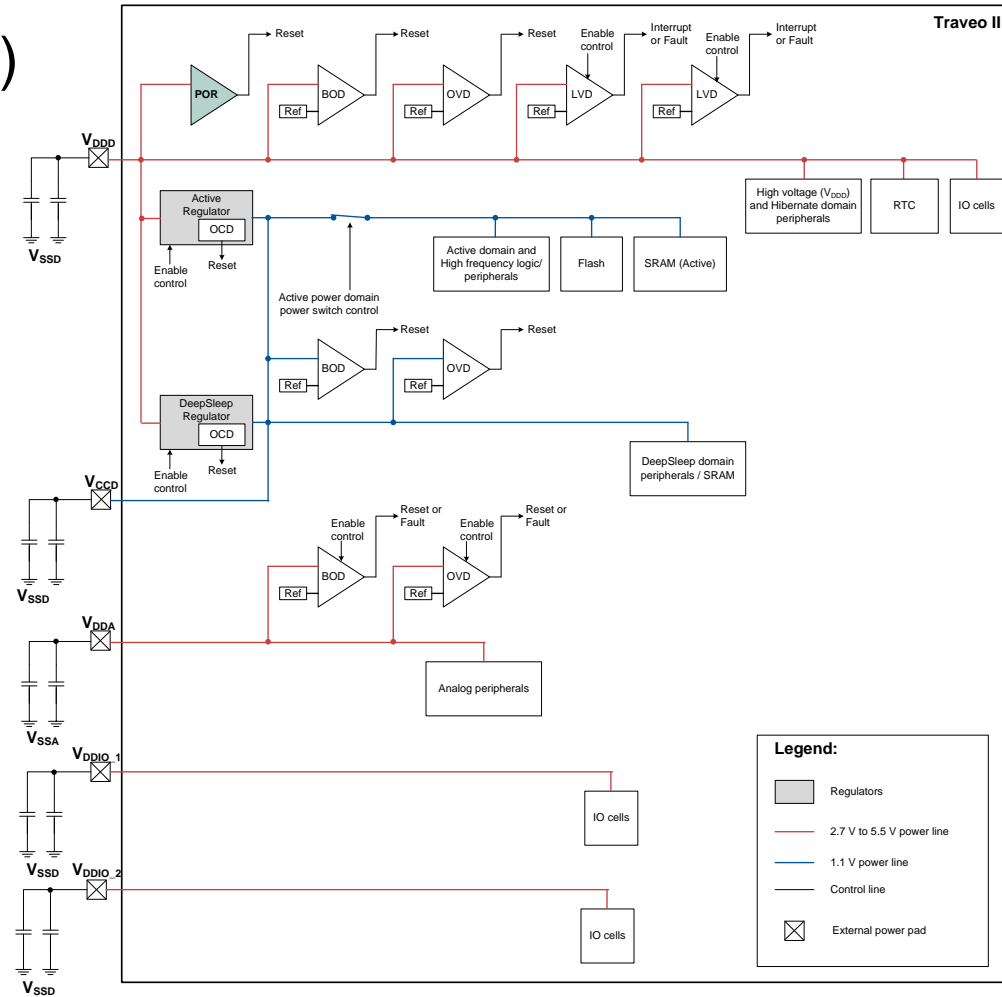 )
Traveo II
Reset
Reset
Reset
Enable
control
Interrupt
or Fault
Enable
control
Interrupt
or Fault
POR
BOD
Ref
OVD
Ref
LVD
Ref
LVD
Ref
VDDD
VSSD
High voltage (VDDD)
and Hibernate domain
peripherals
RTC
IO cells
Active
Regulator
OCD
Enable
control
Reset
Active power domain
power switch control
Active domain and
High frequency logic/
peripherals
Flash
SRAM (Active)
Reset
Reset
BOD
Ref
OVD
Ref
DeepSleep
Regulator
OCD
Enable
control
Reset
DeepSleep domain
peripherals / SRAM
VCCD
VSSD
Enable
control
Reset or
Fault
Enable
control
Reset or
Fault
BOD
Ref
OVD
Ref
VDDA
VSSA
Analog peripherals
VDDIO_1
VSSD
IO cells
VDDIO_2
VSSD
IO cells
Legend:
Regulators
2.7 V to 5.5 V power line
1.1 V power line
Control line
External power pad